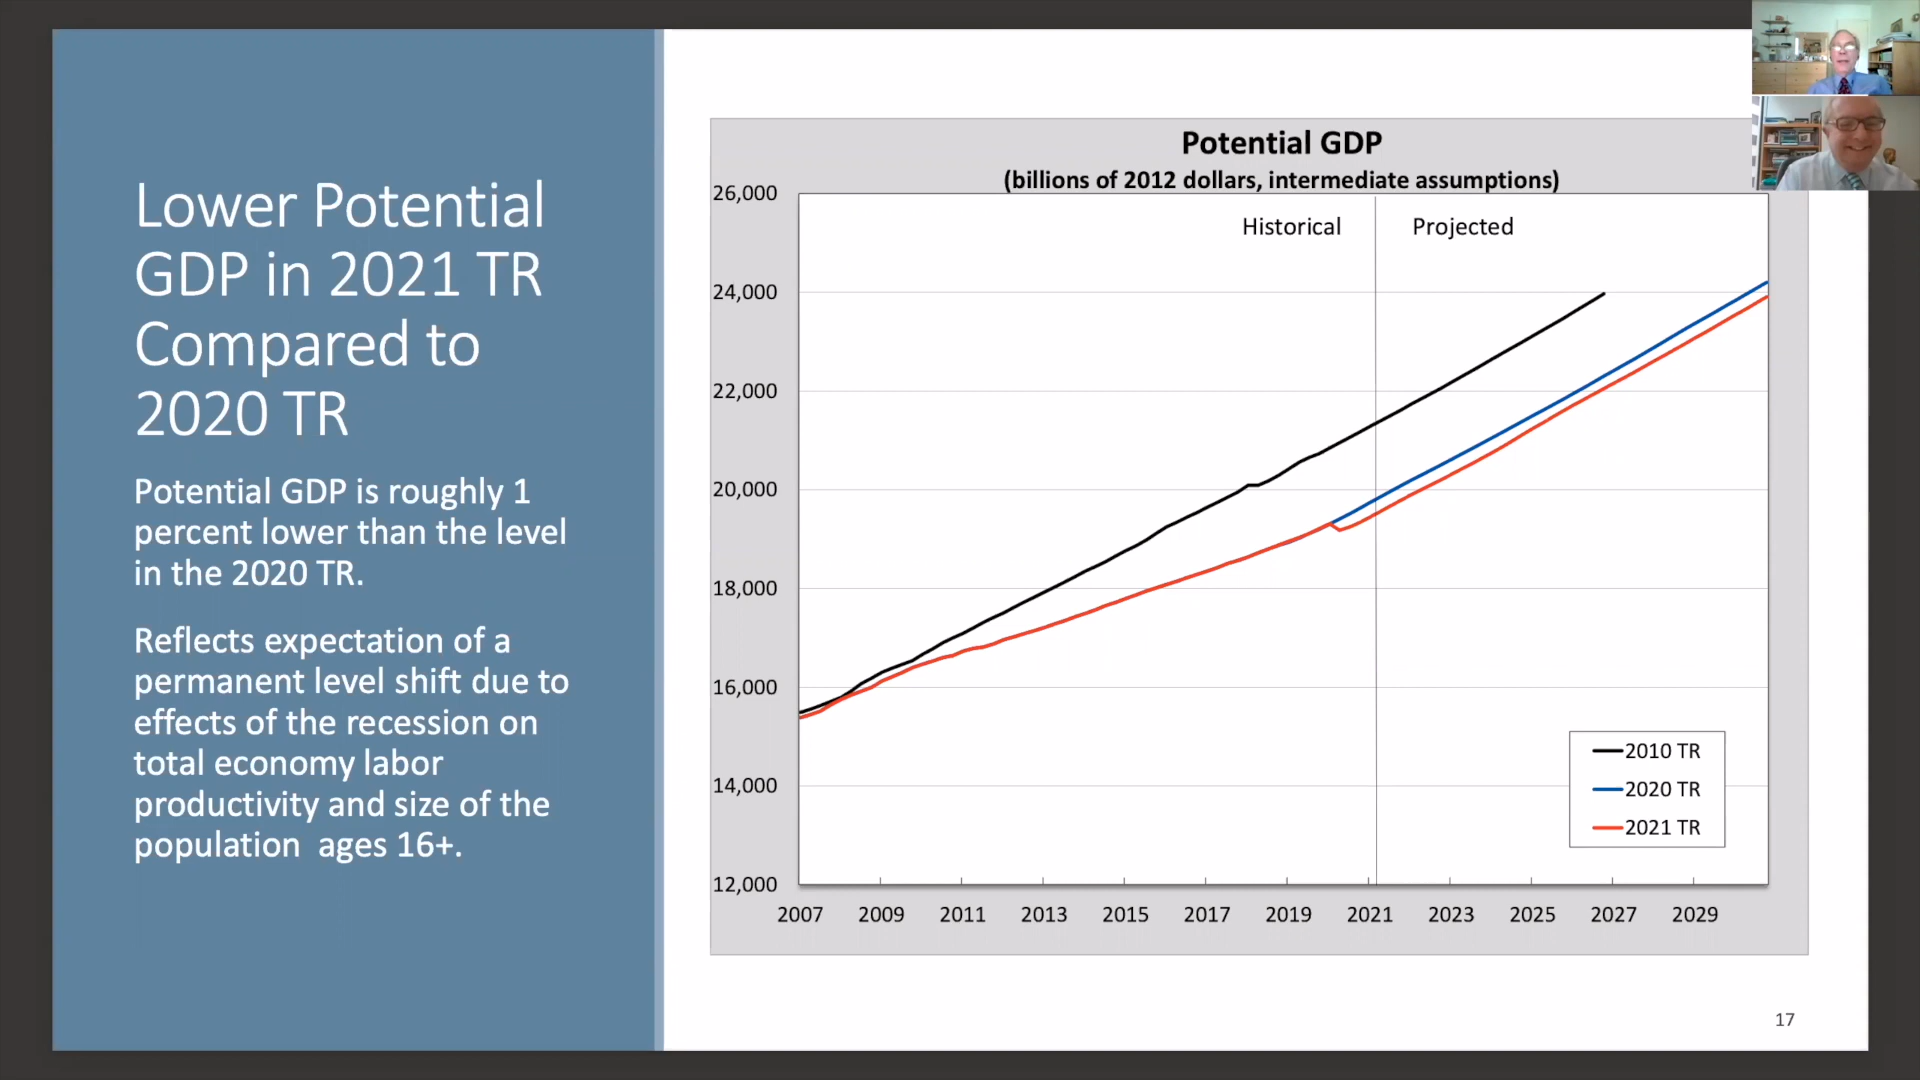 Lower Potential
GDP in 2021 TR
Compared to
2020 TR
Potential GDP is roughly 1
percent lower than the level
in the 2020 TR.
Reflects expectation of a
permanent level shift due to
effects of the recession on
total economy labor
productivity and size of the
population  ages 16+.
Potential GDP
(billions of 2012 dollars, intermediate assumptions)
26,000
24,000
22,000
20,000
18,000
16,000
14,000
12,000
Historical
Projected
2010 TR
2020 TR
2021 TR
2007 2009 2011 2013 2015 2017 2019 2021 2023 2025 2027 2029
17